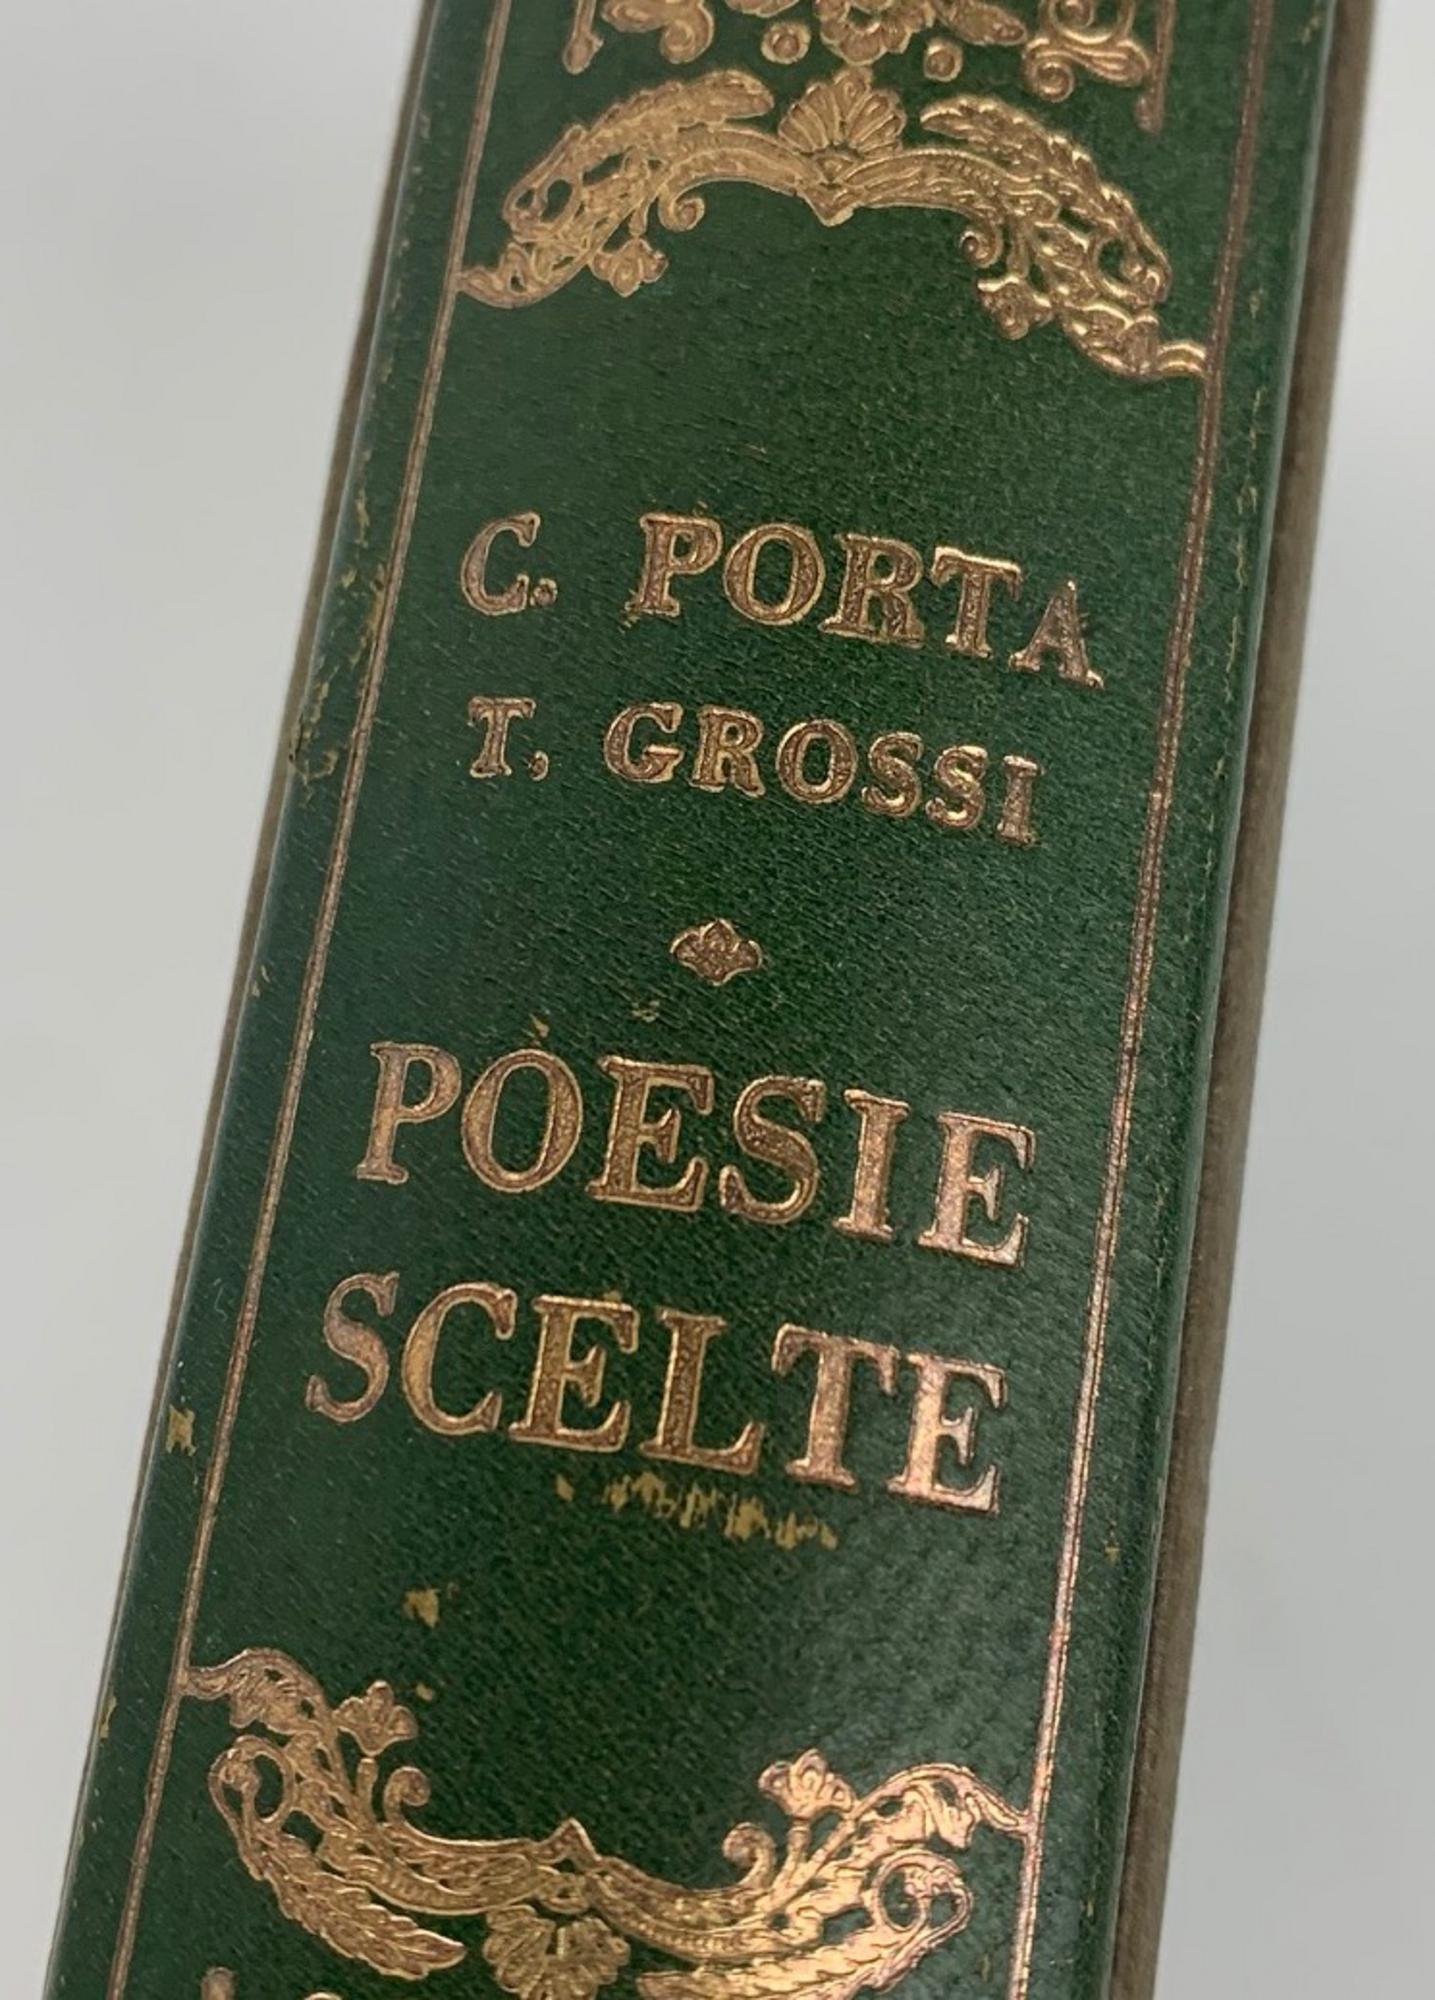 C. PORTA
T. GROSSI
POESIE
SCELTE